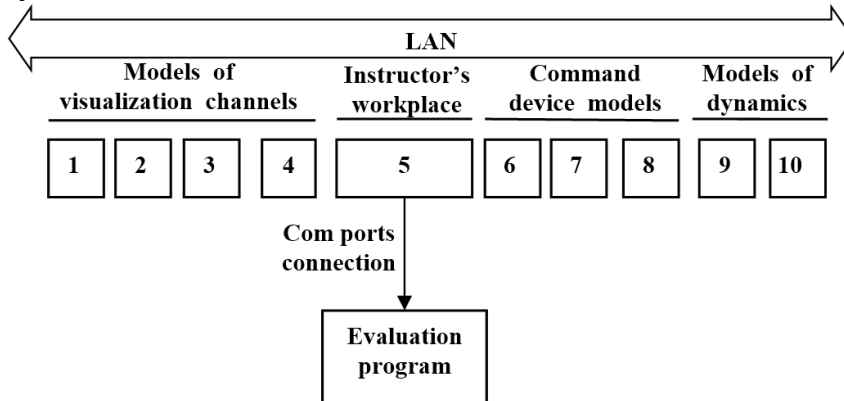 LAN
Models of
visualization channels
Instructor's
workplace
Command
device models
Models of
dynamics
1
2
3
4
5
6
7
8
9
10
Com ports
connection
Evaluation
program